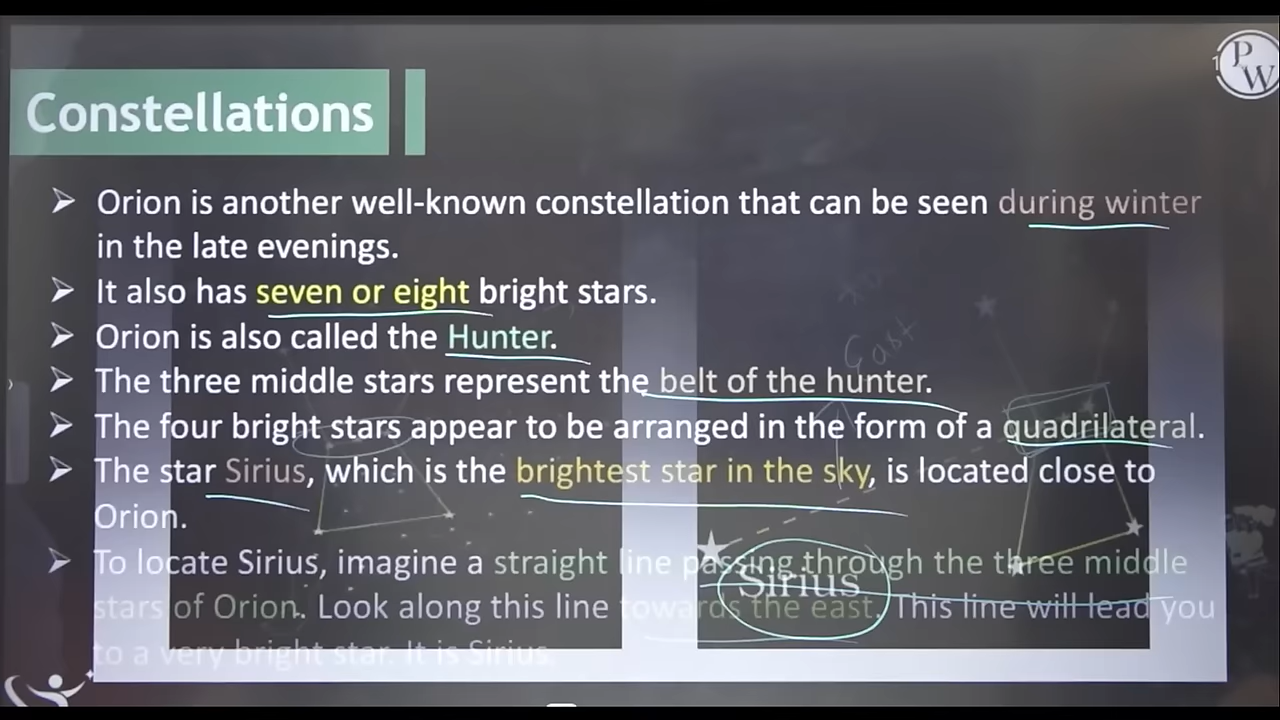 PW
Constellations
➢ Orion is another well-known constellation that can be seen during winter
in the late evenings.
➢ It also has seven or eight bright stars.
➢ Orion is also called the Hunter.
➢ The three middle stars represent the belt of the hunter.
➢ The four bright stars appear to be arranged in the form of a quadrilateral.
➢ The star Sirius, which is the brightest star in the sky, is located close to
Orion.
➢ To locate Sirius, imagine a straight line passing through the three middle
stars of Orion. Look along this line towards the east. This line will lead you
to a very bright star. It is Sirius.
East
Sirius